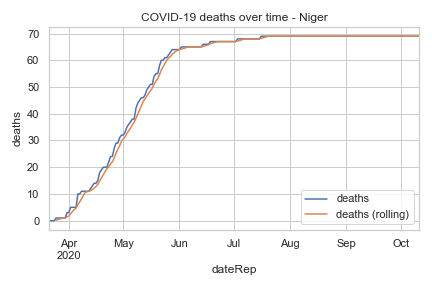 COVID-19 deaths over time - Niger
70
60
50
40
30
20
10
0
deaths
deaths
deaths (rolling)
Apr
2020
May
Jun
Jul
Aug
Sep
Oct
dateRep